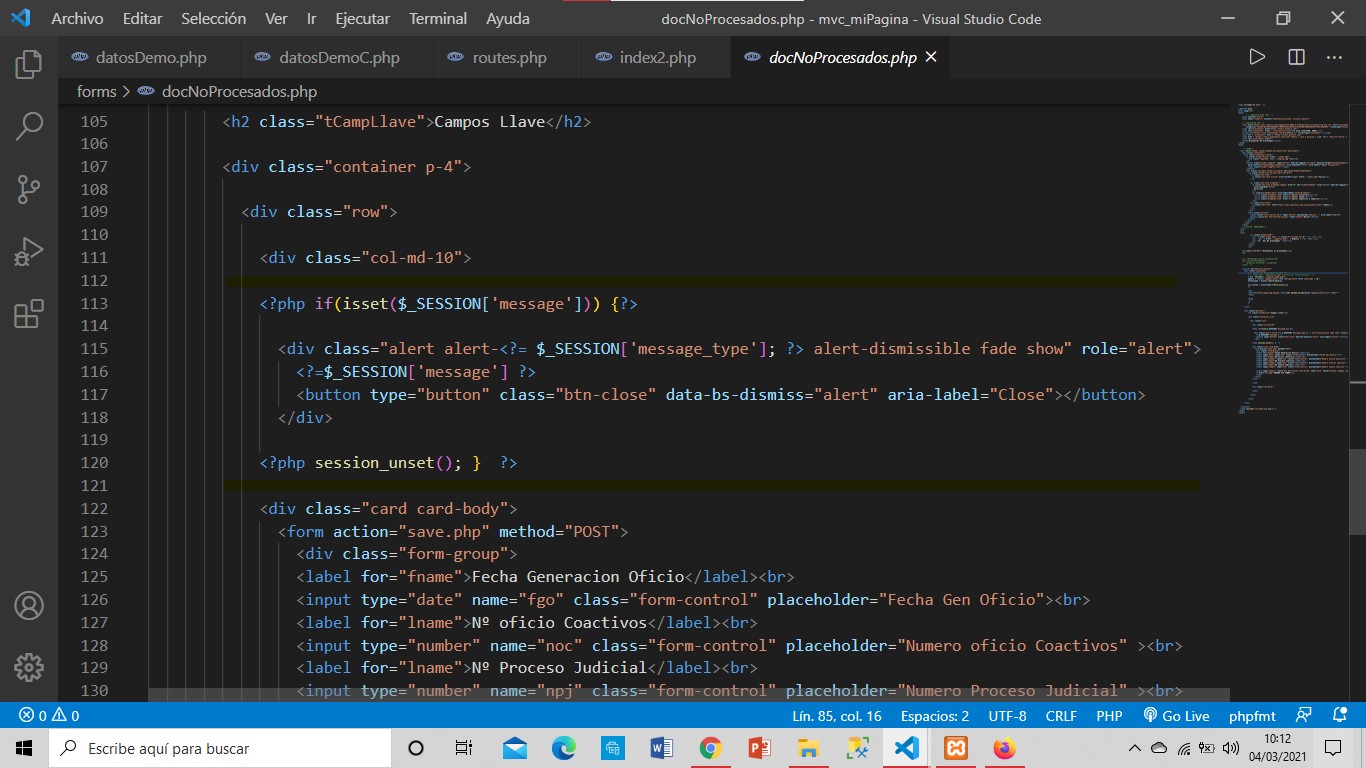 Archivo Editar Selección Ver Ir Ejecutar Terminal Ayuda docNoProcesados.php - mvc_miPagina - Visual Studio Code
datosDemo.php datosDemoC.php routes.php index2.php docNoProcesados.php
forms > docNoProcesados.php
105 <h2 class="tCampLlave">Campos Llave</h2>
106
107 <div class="container p-4">
108
109 <div class="row">
110
111 <div class="col-md-10">
112
113 <?php if(isset($_SESSION['message'])) {?>
114
115 <div class="alert alert-<?= $_SESSION['message_type']; ?> alert-dismissible fade show" role="alert">
116 <?=$_SESSION['message'] ?>
117 <button type="button" class="btn-close" data-bs-dismiss="alert" aria-label="Close"></button>
118 </div>
119
120 <?php session_unset(); }  ?>
121
122 <div class="card card-body">
123 <form action="save.php" method="POST">
124 <div class="form-group">
125 <label for="fname">Fecha Generacion Oficio</label><br>
126 <input type="date" name="fgo" class="form-control" placeholder="Fecha Gen Oficio"><br>
127 <label for="lname">Nº oficio Coactivos</label><br>
128 <input type="number" name="noc" class="form-control" placeholder="Numero oficio Coactivos" ><br>
129 <label for="lname">Nº Proceso Judicial</label><br>
130 <input type="number" name="npj" class="form-control" placeholder="Numero Proceso Judicial" ><br>
0 0 Lín. 85, col. 16 Espacios: 2 UTF-8 CRLF PHP Go Live phpfmt
Escribe aquí para buscar
10:12
04/03/2021